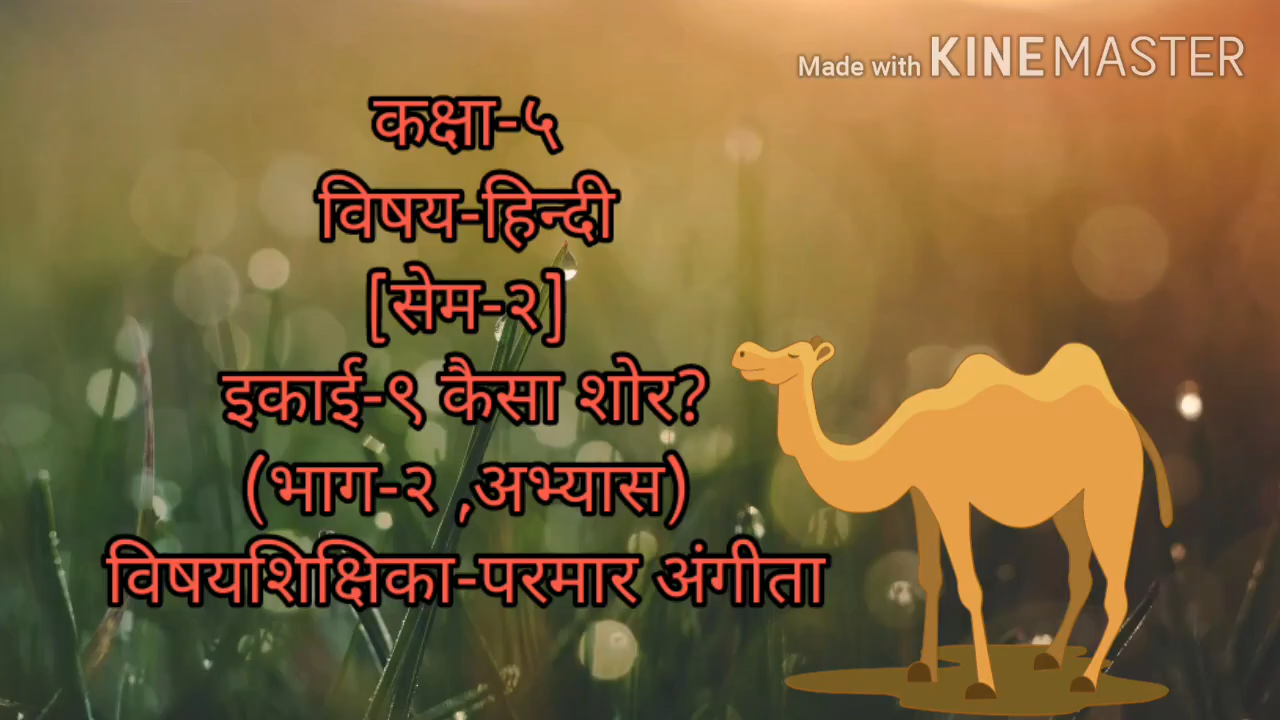 Made with KINEMASTER
कक्षा-५
विषय-हिन्दी
[सेम-२]
इकाई-९ कैसा शोर?
(भाग-२ ,अभ्यास)
विषयशिक्षिका-परमार अंगीता